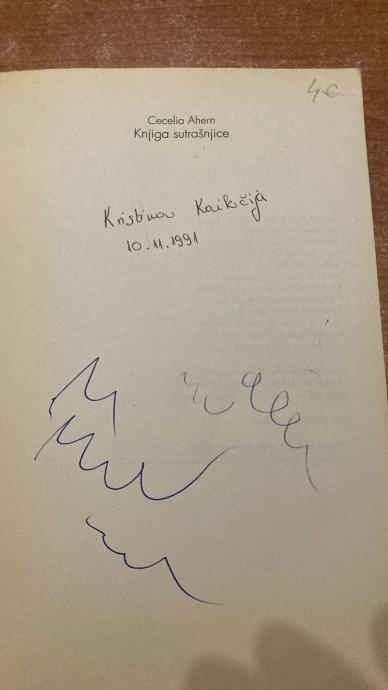 4€
Cecelia Ahern
Knjiga sutrašnjice
Kristina Kaikčija
10.11.1991